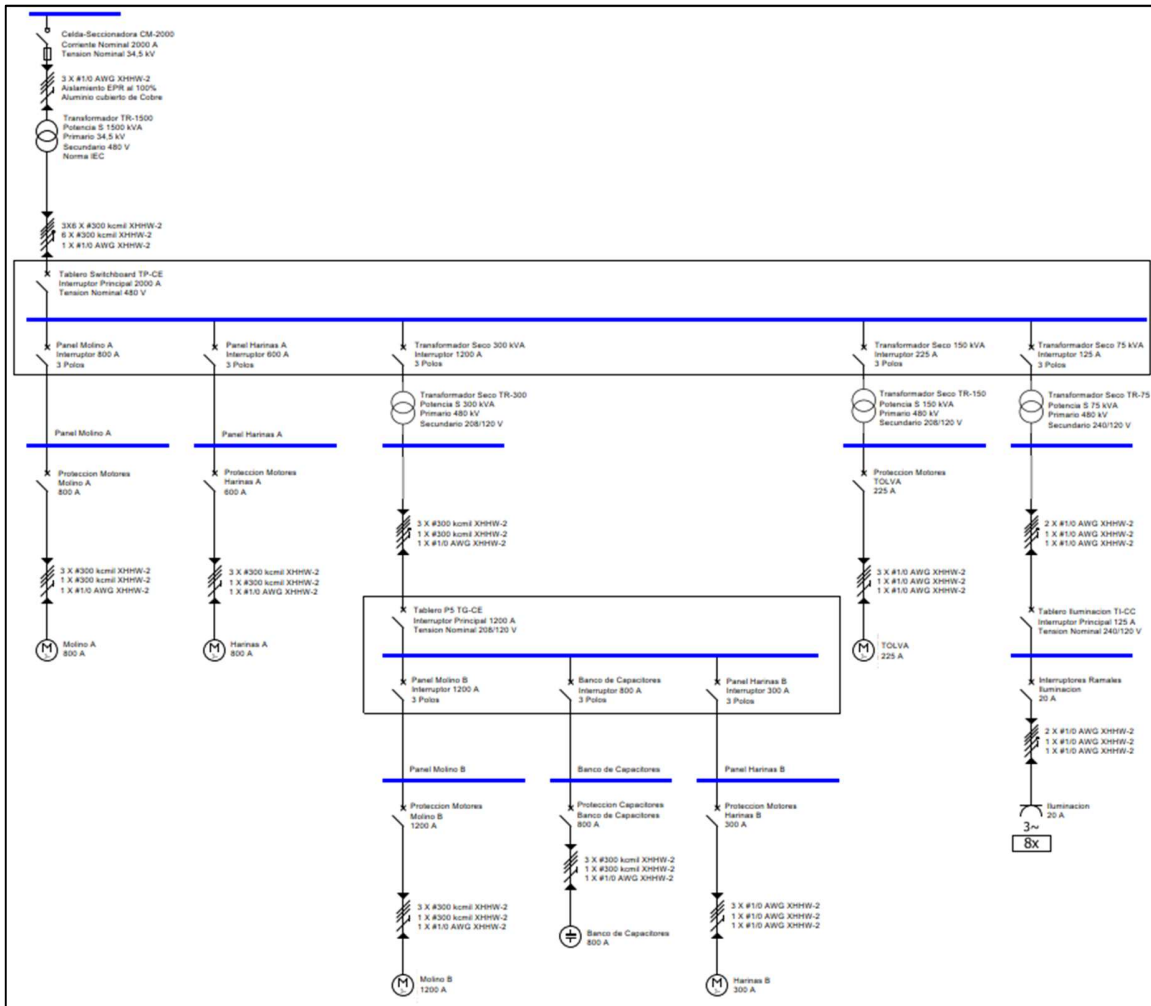 Celda-Seccionadora CM-2000
Corriente Nominal 2000 A
Tension Nominal 34,5 kV
3 X #1/0 AWG XHHW-2
Aislamiento EPR al 100%
Aluminio cubierto de Cobre
Transformador TR-1500
Potencia S 1500 kVA
Primario 34,5 kV
Secundario 480 V
Norma IEC
3X6 X #300 kcmil XHHW-2
6 X #300 kcmil XHHW-2
1 X #1/0 AWG XHHW-2
Tablero Switchboard TP-CE
Interruptor Principal 2000 A
Tension Nominal 480 V
Panel Molino A
Interruptor 800 A
3 Polos
Panel Harinas A
Interruptor 600 A
3 Polos
Transformador Seco 300 kVA
Interruptor 1200 A
3 Polos
Transformador Seco 150 kVA
Interruptor 225 A
3 Polos
Transformador Seco 75 kVA
Interruptor 125 A
3 Polos
Transformador Seco TR-300
Potencia S 300 kVA
Primario 480 kV
Secundario 208/120 V
Transformador Seco TR-150
Potencia S 150 kVA
Primario 480 kV
Secundario 208/120 V
Transformador Seco TR-75
Potencia S 75 kVA
Primario 480 kV
Secundario 240/120 V
Panel Molino A
Panel Harinas A
Proteccion Motores
Molino A
800 A
Proteccion Motores
Harinas A
600 A
Proteccion Motores
TOLVA
225 A
3 X #300 kcmil XHHW-2
1 X #300 kcmil XHHW-2
1 X #1/0 AWG XHHW-2
2 X #1/0 AWG XHHW-2
1 X #1/0 AWG XHHW-2
1 X #1/0 AWG XHHW-2
3 X #300 kcmil XHHW-2
1 X #300 kcmil XHHW-2
1 X #1/0 AWG XHHW-2
3 X #300 kcmil XHHW-2
1 X #300 kcmil XHHW-2
1 X #1/0 AWG XHHW-2
3 X #1/0 AWG XHHW-2
1 X #1/0 AWG XHHW-2
1 X #1/0 AWG XHHW-2
Tablero P5 TG-CE
Interruptor Principal 1200 A
Tension Nominal 208/120 V
Tablero Iluminacion TI-CC
Interruptor Principal 125 A
Tension Nominal 240/120 V
M
Molino A
800 A
M
Harinas A
800 A
M
TOLVA
225 A
Panel Molino B
Interruptor 1200 A
3 Polos
Banco de Capacitores
Interruptor 800 A
3 Polos
Panel Harinas B
Interruptor 300 A
3 Polos
Interruptores Ramales
Iluminacion
20 A
2 X #1/0 AWG XHHW-2
1 X #1/0 AWG XHHW-2
1 X #1/0 AWG XHHW-2
Panel Molino B
Banco de Capacitores
Panel Harinas B
Proteccion Motores
Molino B
1200 A
Proteccion Capacitores
Banco de Capacitores
800 A
Proteccion Motores
Harinas B
300 A
Iluminacion
20 A
3~
8x
3 X #300 kcmil XHHW-2
1 X #300 kcmil XHHW-2
1 X #1/0 AWG XHHW-2
3 X #300 kcmil XHHW-2
1 X #300 kcmil XHHW-2
1 X #1/0 AWG XHHW-2
3 X #1/0 AWG XHHW-2
1 X #1/0 AWG XHHW-2
1 X #1/0 AWG XHHW-2
Banco de Capacitores
800 A
M
Molino B
1200 A
M
Harinas B
300 A